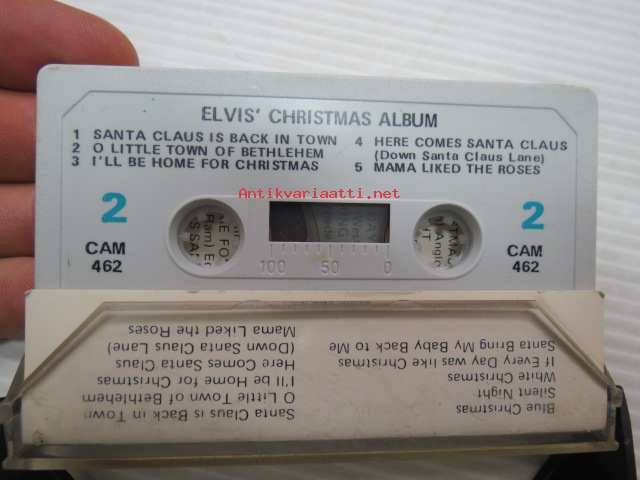 ELVIS' CHRISTMAS ALBUM
1 SANTA CLAUS IS BACK IN TOWN
2 O LITTLE TOWN OF BETHLEHEM
3 I'LL BE HOME FOR CHRISTMAS
4 HERE COMES SANTA CLAUS
(Down Santa Claus Lane)
5 MAMA LIKED THE ROSES
Antikvariaatti.net
2
CAM
462
100 50 0
2
CAM
462
Blue Christmas
Silent Night
White Christmas
If Every Day was like Christmas
Santa Bring My Baby Back to Me
Santa Claus is Back in Town
O Little Town of Bethlehem
I'll be Home for Christmas
Here Comes Santa Claus
(Down Santa Claus Lane)
Mama Liked the Roses